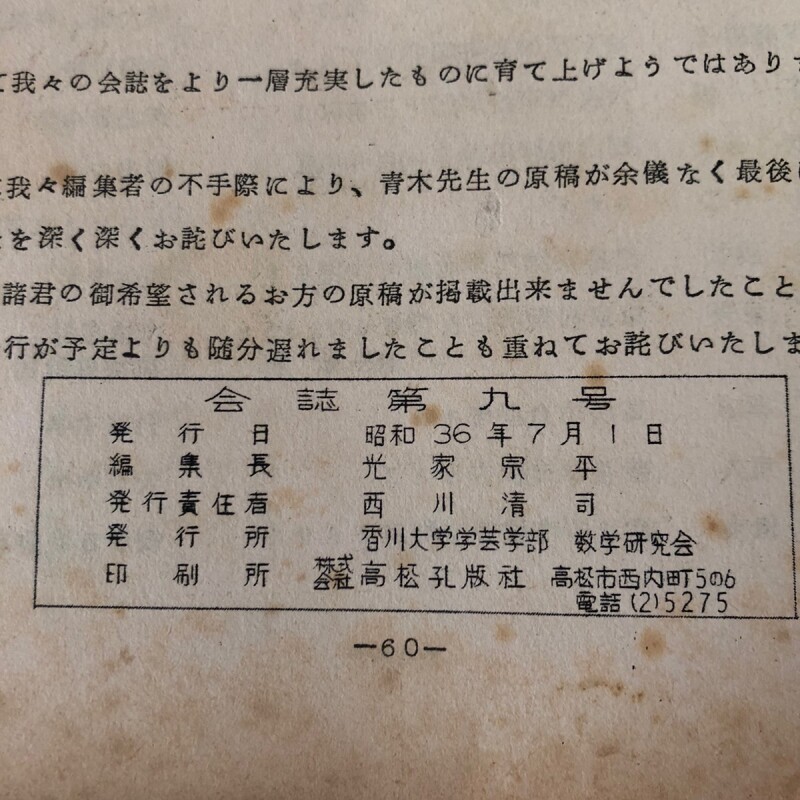 て我々の会誌をより一層充実したものに育て上げようではありま
我々編集者の不手際により、青木先生の原稿が余儀なく最後に
を深く深くお詫びいたします。
諸君の御希望されるお方の原稿が掲載出来ませんでしたこと
行が予定よりも随分遅れましたことも重ねてお詫びいたしま
会誌第九号
発行日 昭和36年7月1日
編集長 光家宗平
発行責任者 西川清司
発行所 香川大学学芸学部 数学研究会
印刷所 株式会社高松孔版社 高松市西内町5の6
電話(2)5275
—60—